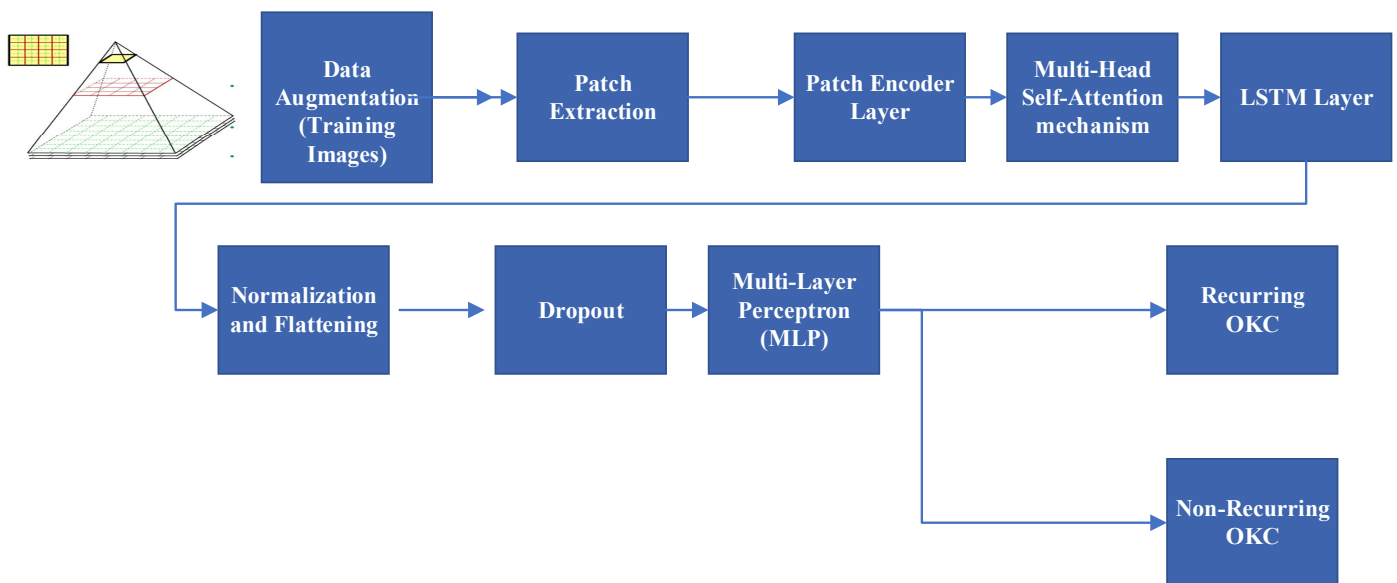 Data
Augmentation
(Training
Images)
Patch
Extraction
Patch Encoder
Layer
Multi-Head
Self-Attention
mechanism
LSTM Layer
Normalization
and Flattening
Dropout
Multi-Layer
Perceptron
(MLP)
Recurring
OKC
Non-Recurring
OKC